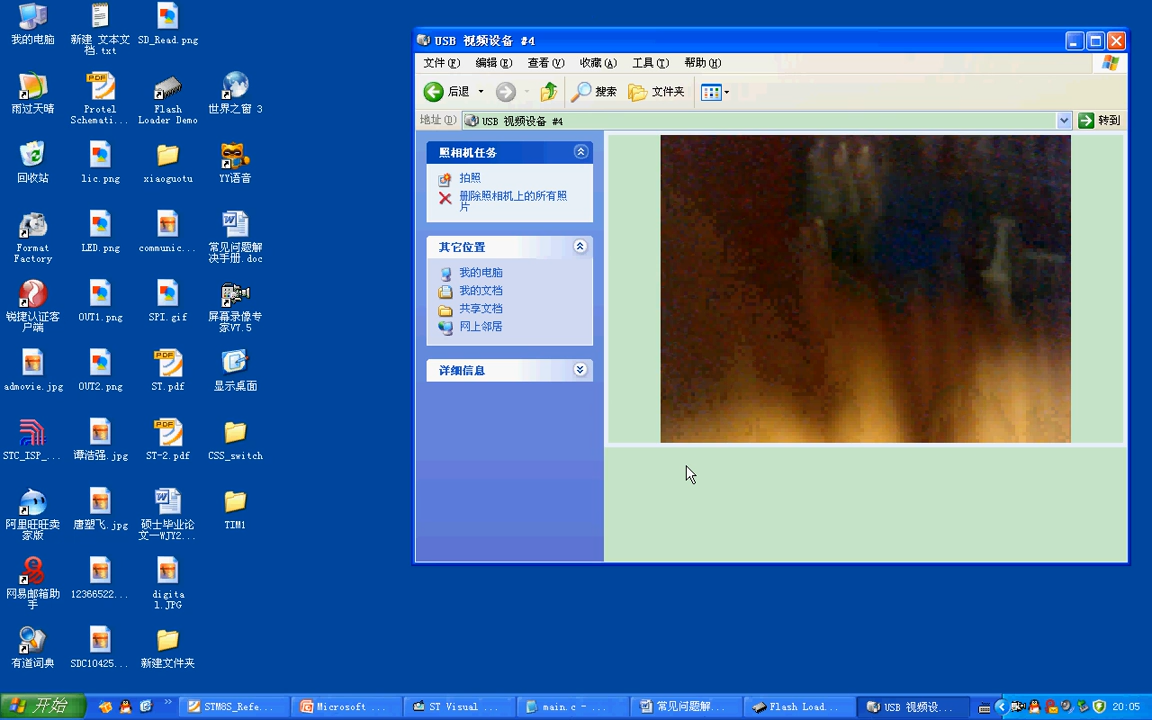 我的电脑
新建 文本文
档.txt
SD_Read.png
雨过天晴
Protel
Schemati...
Flash
Loader Demo
世界之窗 3
回收站
lic.png
xiaoguotu
YY语音
Format
Factory
LED.png
communic...
常见问题解
决手册.doc
锐捷认证客
户端
OUT1.png
SPI.gif
屏幕录像专
家V7.5
admovie.jpg
OUT2.png
ST.pdf
显示桌面
STC_ISP_...
谭浩强.jpg
ST-2.pdf
CSS_switch
阿里旺旺卖
家版
唐塑飞.jpg
硕士毕业论
文—WJY2...
TIM1
网易邮箱助
手
12366522...
digita
l.JPG
有道词典
SDC10425...
新建文件夹
USB 视频设备 #4
文件(F) 编辑(E) 查看(V) 收藏(A) 工具(T) 帮助(H)
后退 搜索 文件夹
地址(D) USB 视频设备 #4 转到
照相机任务
拍照
删除照相机上的所有照
片
其它位置
我的电脑
我的文档
共享文档
网上邻居
详细信息
开始 STM8S_Refe... Microsoft ... ST Visual ... main.c - ... 常见问题解... Flash Load... USB 视频设... 20:05